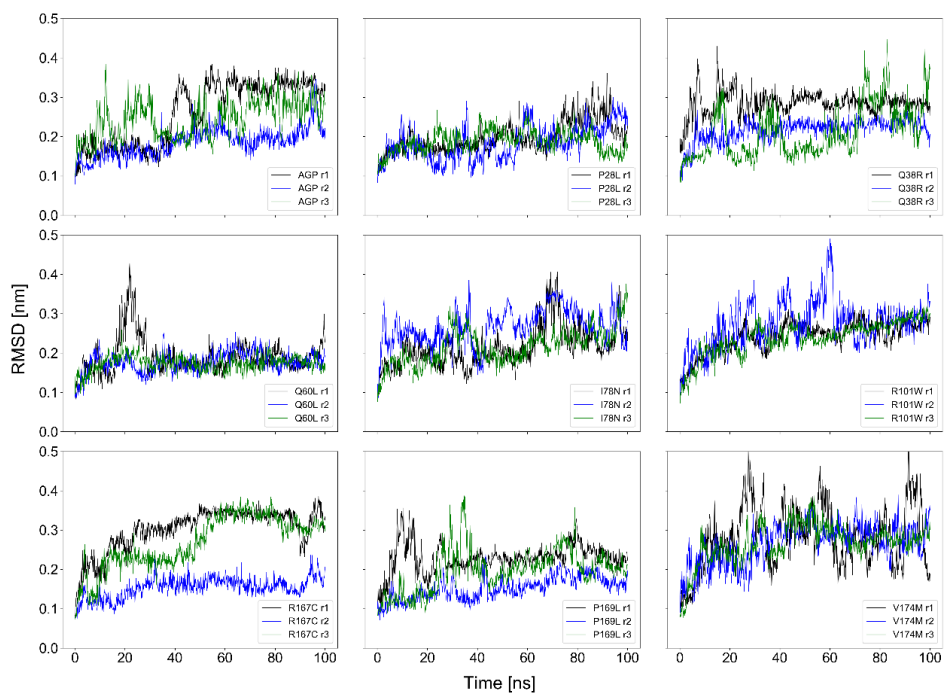 0.5
0.4
0.3
0.2
0.1
0.0
AGP r1
AGP r2
AGP r3
P28L r1
P28L r2
P28L r3
Q38R r1
Q38R r2
Q38R r3
RMSD [nm]
0.5
0.4
0.3
0.2
0.1
0.0
Q60L r1
Q60L r2
Q60L r3
I78N r1
I78N r2
I78N r3
R101W r1
R101W r2
R101W r3
0.5
0.4
0.3
0.2
0.1
0.0
R167C r1
R167C r2
R167C r3
P169L r1
P169L r2
P169L r3
V174M r1
V174M r2
V174M r3
0 20 40 60 80 100
0 20 40 60 80 100
0 20 40 60 80 100
Time [ns]